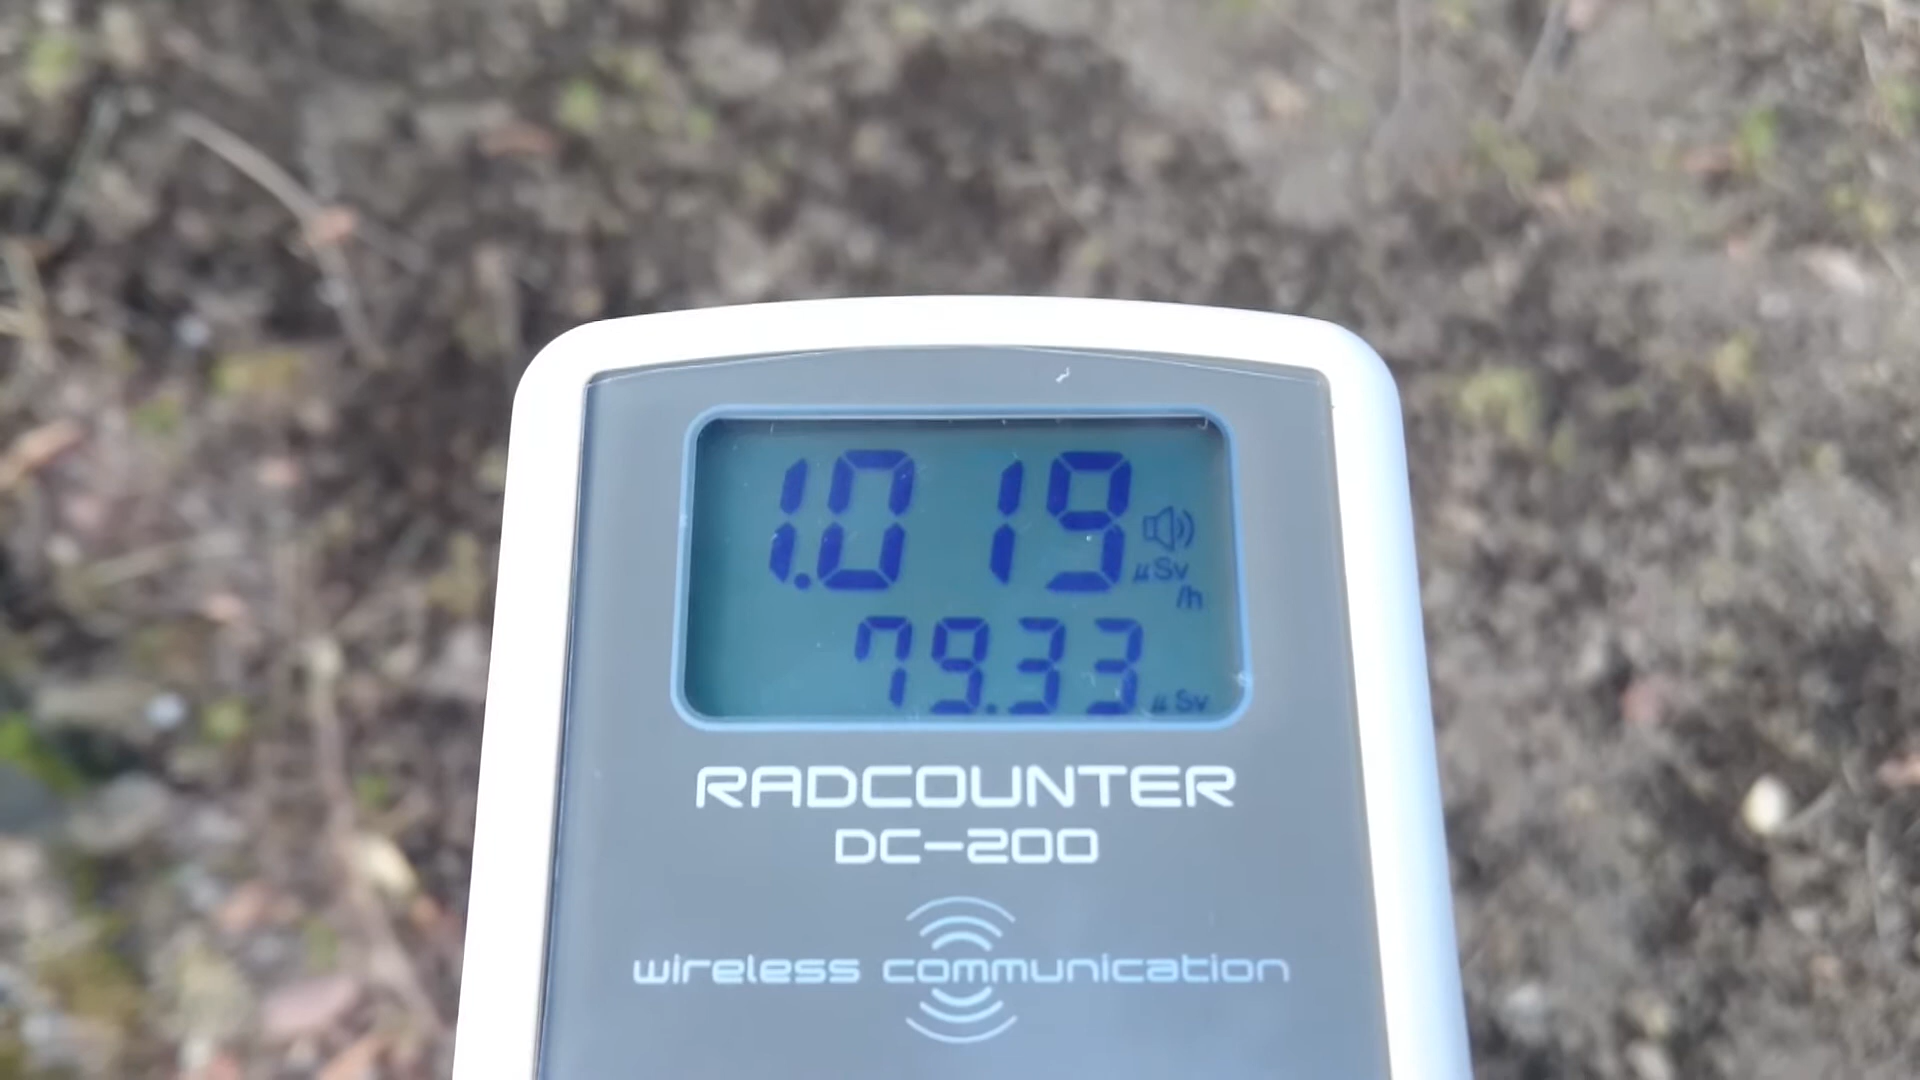 1.019 µSv/h
79.33 µSv
RADCOUNTER
DC-200
wireless communication